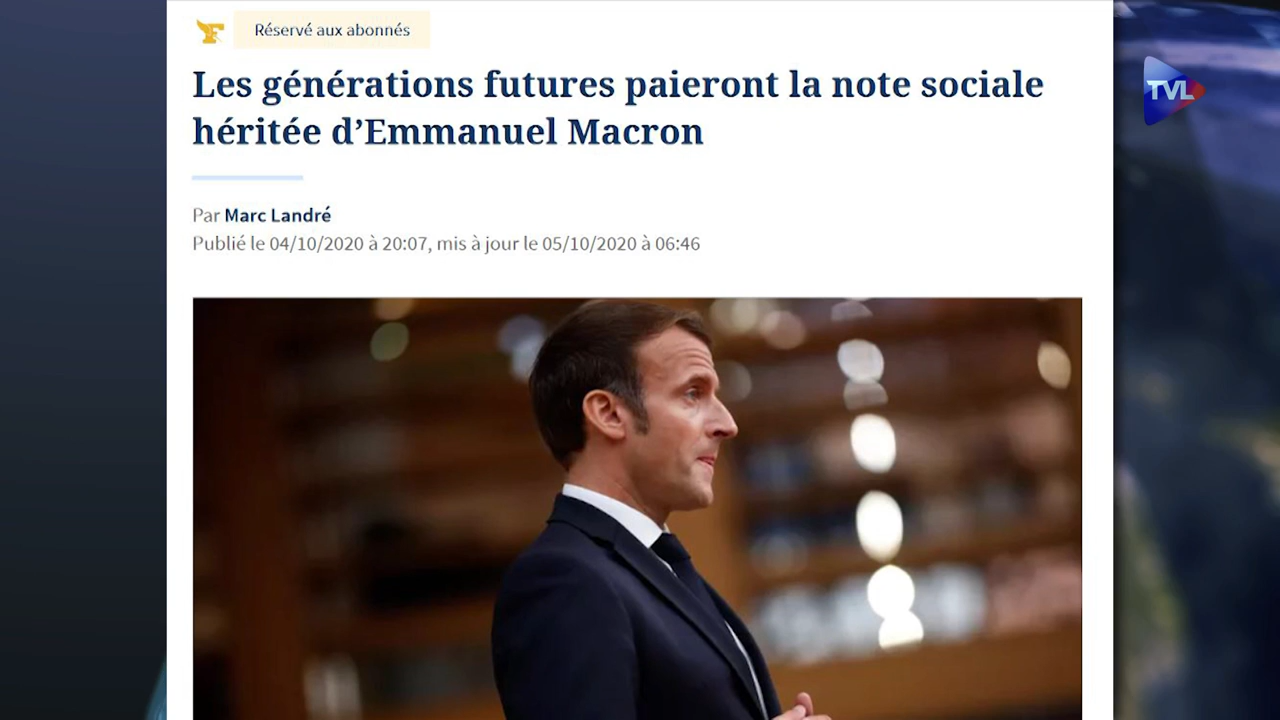 Réservé aux abonnés
Les générations futures paieront la note sociale
héritée d’Emmanuel Macron
Par Marc Landré
Publié le 04/10/2020 à 20:07, mis à jour le 05/10/2020 à 06:46
TVL